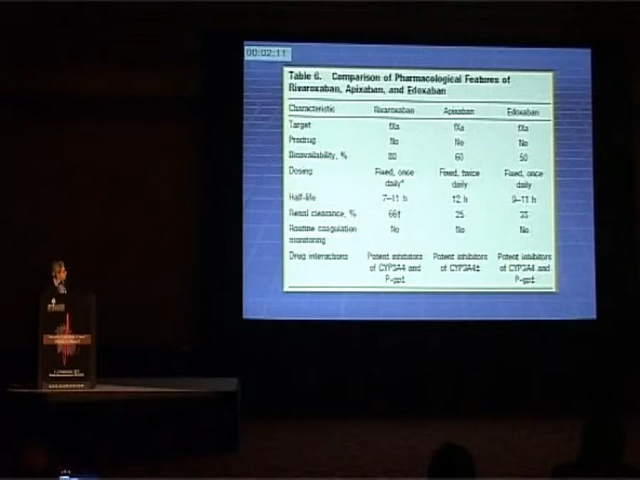 00:02:11
Table 6. Comparison of Pharmacological Features of
Rivaroxaban, Apixaban, and Edoxaban
Characteristic Rivaroxaban Apixaban Edoxaban
Target fXa fXa fXa
Prodrug No No No
Bioavailability, % 80 60 50
Dosing Fixed, once daily* Fixed, twice daily Fixed, once daily
Half-life 7–11 h 12 h 9–11 h
Renal clearance, % 66† 25 35
Routine coagulation monitoring No No No
Drug interactions Potent inhibitors of CYP3A4 and P-gp‡ Potent inhibitors of CYP3A4‡ Potent inhibitors of CYP3A4 and P-gp‡